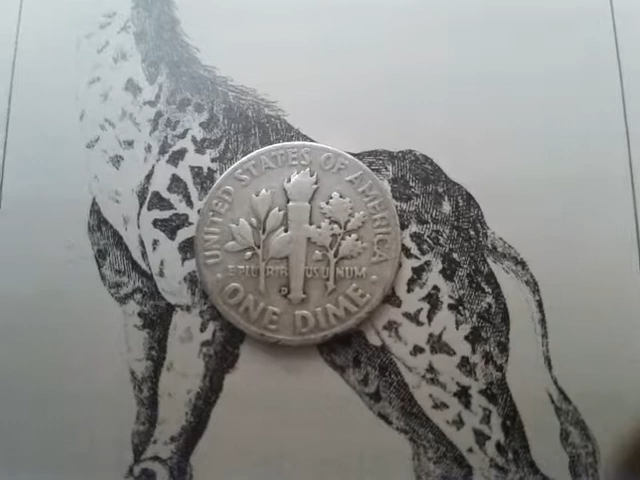 UNITED STATES OF AMERICA
E PLURIBUS UNUM
D
ONE DIME